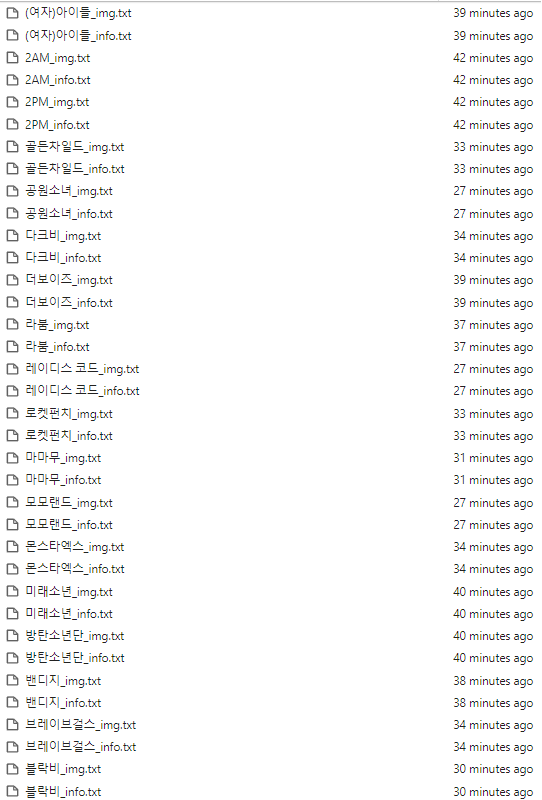 (여자)아이들_img.txt 39 minutes ago
(여자)아이들_info.txt 39 minutes ago
2AM_img.txt 42 minutes ago
2AM_info.txt 42 minutes ago
2PM_img.txt 42 minutes ago
2PM_info.txt 42 minutes ago
골든차일드_img.txt 33 minutes ago
골든차일드_info.txt 33 minutes ago
공원소녀_img.txt 27 minutes ago
공원소녀_info.txt 27 minutes ago
다크비_img.txt 34 minutes ago
다크비_info.txt 34 minutes ago
더보이즈_img.txt 39 minutes ago
더보이즈_info.txt 39 minutes ago
라붐_img.txt 37 minutes ago
라붐_info.txt 37 minutes ago
레이디스 코드_img.txt 27 minutes ago
레이디스 코드_info.txt 27 minutes ago
로켓펀치_img.txt 33 minutes ago
로켓펀치_info.txt 33 minutes ago
마마무_img.txt 31 minutes ago
마마무_info.txt 31 minutes ago
모모랜드_img.txt 27 minutes ago
모모랜드_info.txt 27 minutes ago
몬스타엑스_img.txt 34 minutes ago
몬스타엑스_info.txt 34 minutes ago
미래소년_img.txt 40 minutes ago
미래소년_info.txt 40 minutes ago
방탄소년단_img.txt 40 minutes ago
방탄소년단_info.txt 40 minutes ago
밴디지_img.txt 38 minutes ago
밴디지_info.txt 38 minutes ago
브레이브걸스_img.txt 34 minutes ago
브레이브걸스_info.txt 34 minutes ago
블락비_img.txt 30 minutes ago
블락비_info.txt 30 minutes ago